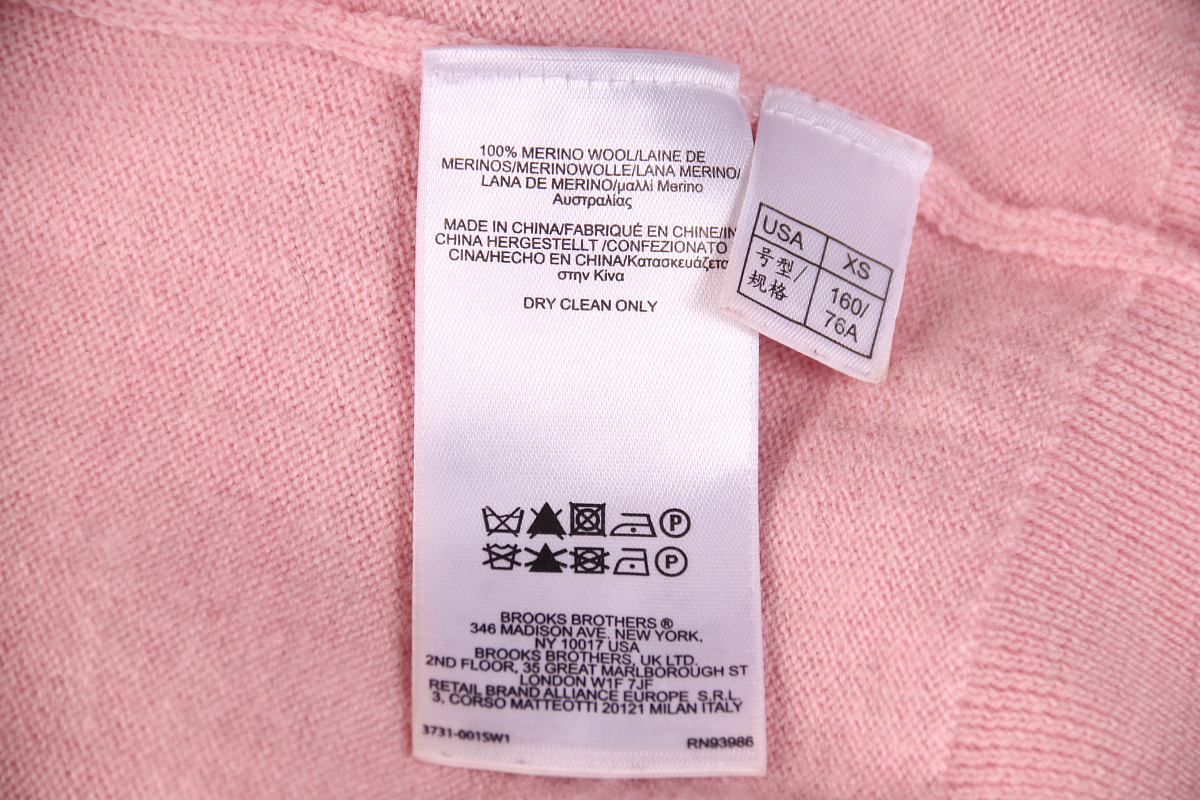 100% MERINO WOOL/LAINE DE
MERINOS/MERINOWOLLE/LANA MERINO/
LANA DE MERINO/μαλλί Merino
Αυστραλίας
MADE IN CHINA/FABRIQUÉ EN CHINE/IN
CHINA HERGESTELLT /CONFEZIONATO
CINA/HECHO EN CHINA/Κατασκευάζετα
στην Κίνα
DRY CLEAN ONLY
P
P
BROOKS BROTHERS ®
346 MADISON AVE. NEW YORK,
NY 10017 USA
BROOKS BROTHERS, UK LTD.
2ND FLOOR, 35 GREAT MARLBOROUGH ST
LONDON W1F 7JF
RETAIL BRAND ALLIANCE EUROPE S.R.L.
3, CORSO MATTEOTTI 20121 MILAN ITALY
3731-001SW1 RN93986
USA XS
号型/ 160/
规格 76A